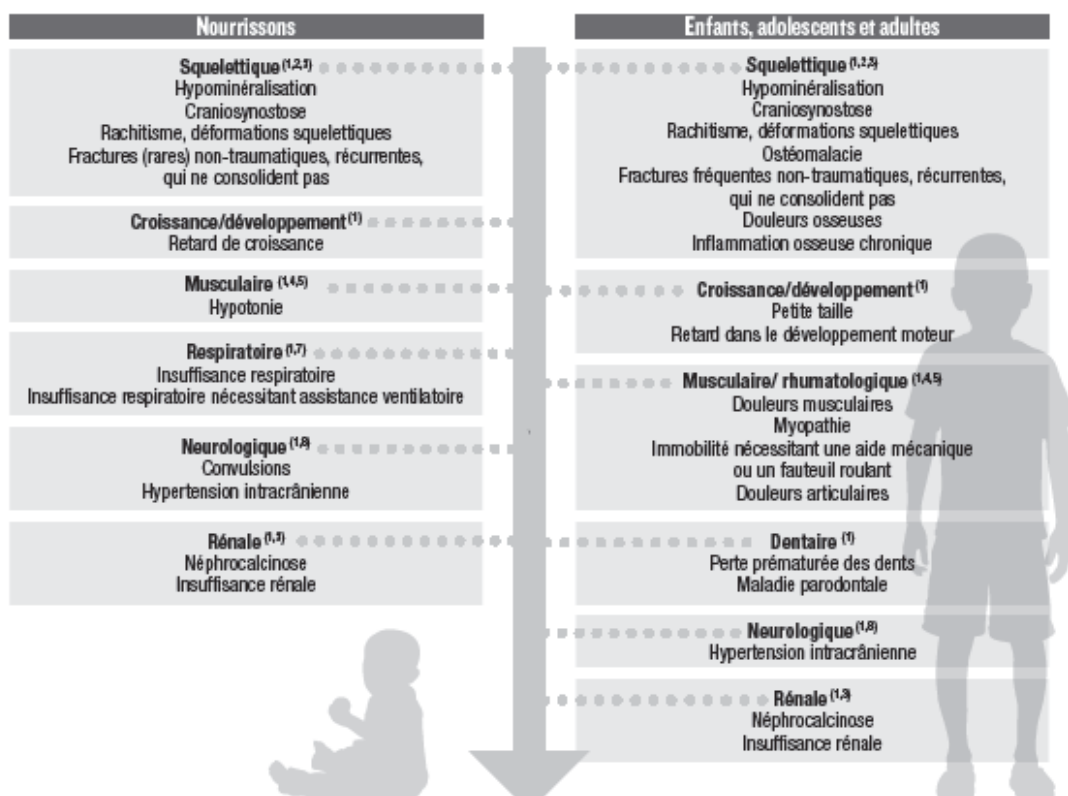 Nourrissons
Squelettique (1,2,3)
Hypominéralisation
Craniosynostose
Rachitisme, déformations squelettiques
Fractures (rares) non-traumatiques, récurrentes,
qui ne consolident pas
Croissance/développement (1)
Retard de croissance
Musculaire (1,4,5)
Hypotonie
Respiratoire (1,7)
Insuffisance respiratoire
Insuffisance respiratoire nécessitant assistance ventilatoire
Neurologique (1,8)
Convulsions
Hypertension intracrânienne
Rénale (1,3)
Néphrocalcinose
Insuffisance rénale
Enfants, adolescents et adultes
Squelettique (1,2,3)
Hypominéralisation
Craniosynostose
Rachitisme, déformations squelettiques
Ostéomalacie
Fractures fréquentes non-traumatiques, récurrentes,
qui ne consolident pas
Douleurs osseuses
Inflammation osseuse chronique
Croissance/développement (1)
Petite taille
Retard dans le développement moteur
Musculaire/ rhumatologique (1,4,5)
Douleurs musculaires
Myopathie
Immobilité nécessitant une aide mécanique
ou un fauteuil roulant
Douleurs articulaires
Dentaire (1)
Perte prématurée des dents
Maladie parodontale
Neurologique (1,8)
Hypertension intracrânienne
Rénale (1,3)
Néphrocalcinose
Insuffisance rénale